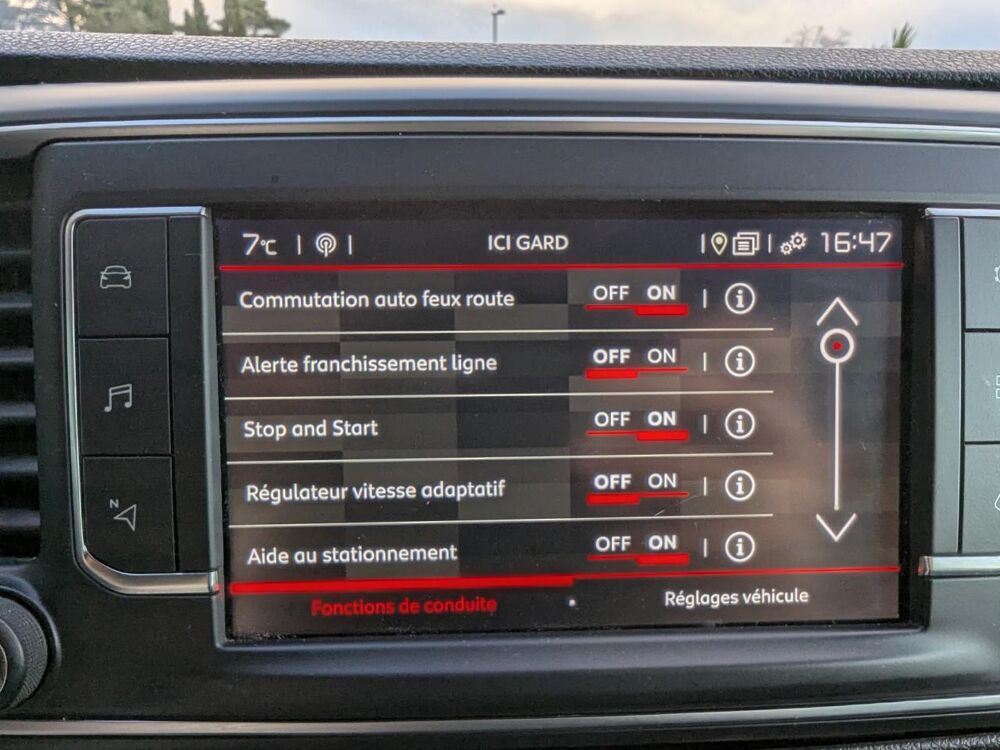 7°C ICI GARD 16:47
Commutation auto feux route OFF ON
Alerte franchissement ligne OFF ON
Stop and Start OFF ON
Régulateur vitesse adaptatif OFF ON
Aide au stationnement OFF ON
Fonctions de conduite Réglages véhicule
N